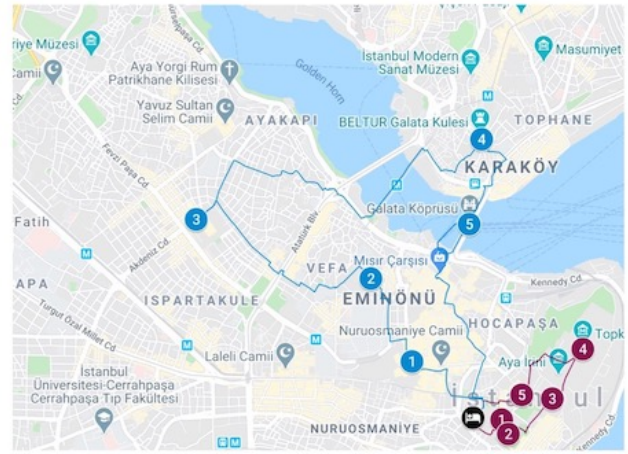 riye Müzesi
Camii
Aya Yorgi Rum
Patrikhane Kilisesi
Yavuz Sultan
Selim Camii
AYAKAPI
Golden Horn
İstanbul Modern
Sanat Müzesi
Masumiyet
M
BELTUR Galata Kulesi
TOPHANE
4
KARAKÖY
Galata Köprüsü
5
Fevzi Paşa Cd.
3
Fatih
Akdeniz Cd.
M
Atatürk Blv
VEFA
Mısır Çarşısı
2
Kennedy Cd.
APA
ISPARTAKULE
EMINÖNÜ
Turgut Özal Millet Cd.
M
HOCAPAŞA
Nuruosmaniye Camii
Laleli Camii
1
Topk
4
Aya İrini
İstanbul
Üniversitesi-Cerrahpaşa
Cerrahpaşa Tıp Fakültesi
İstanbul
5
3
1
2
NURUOSMANİYE
M
Kennedy Cd.